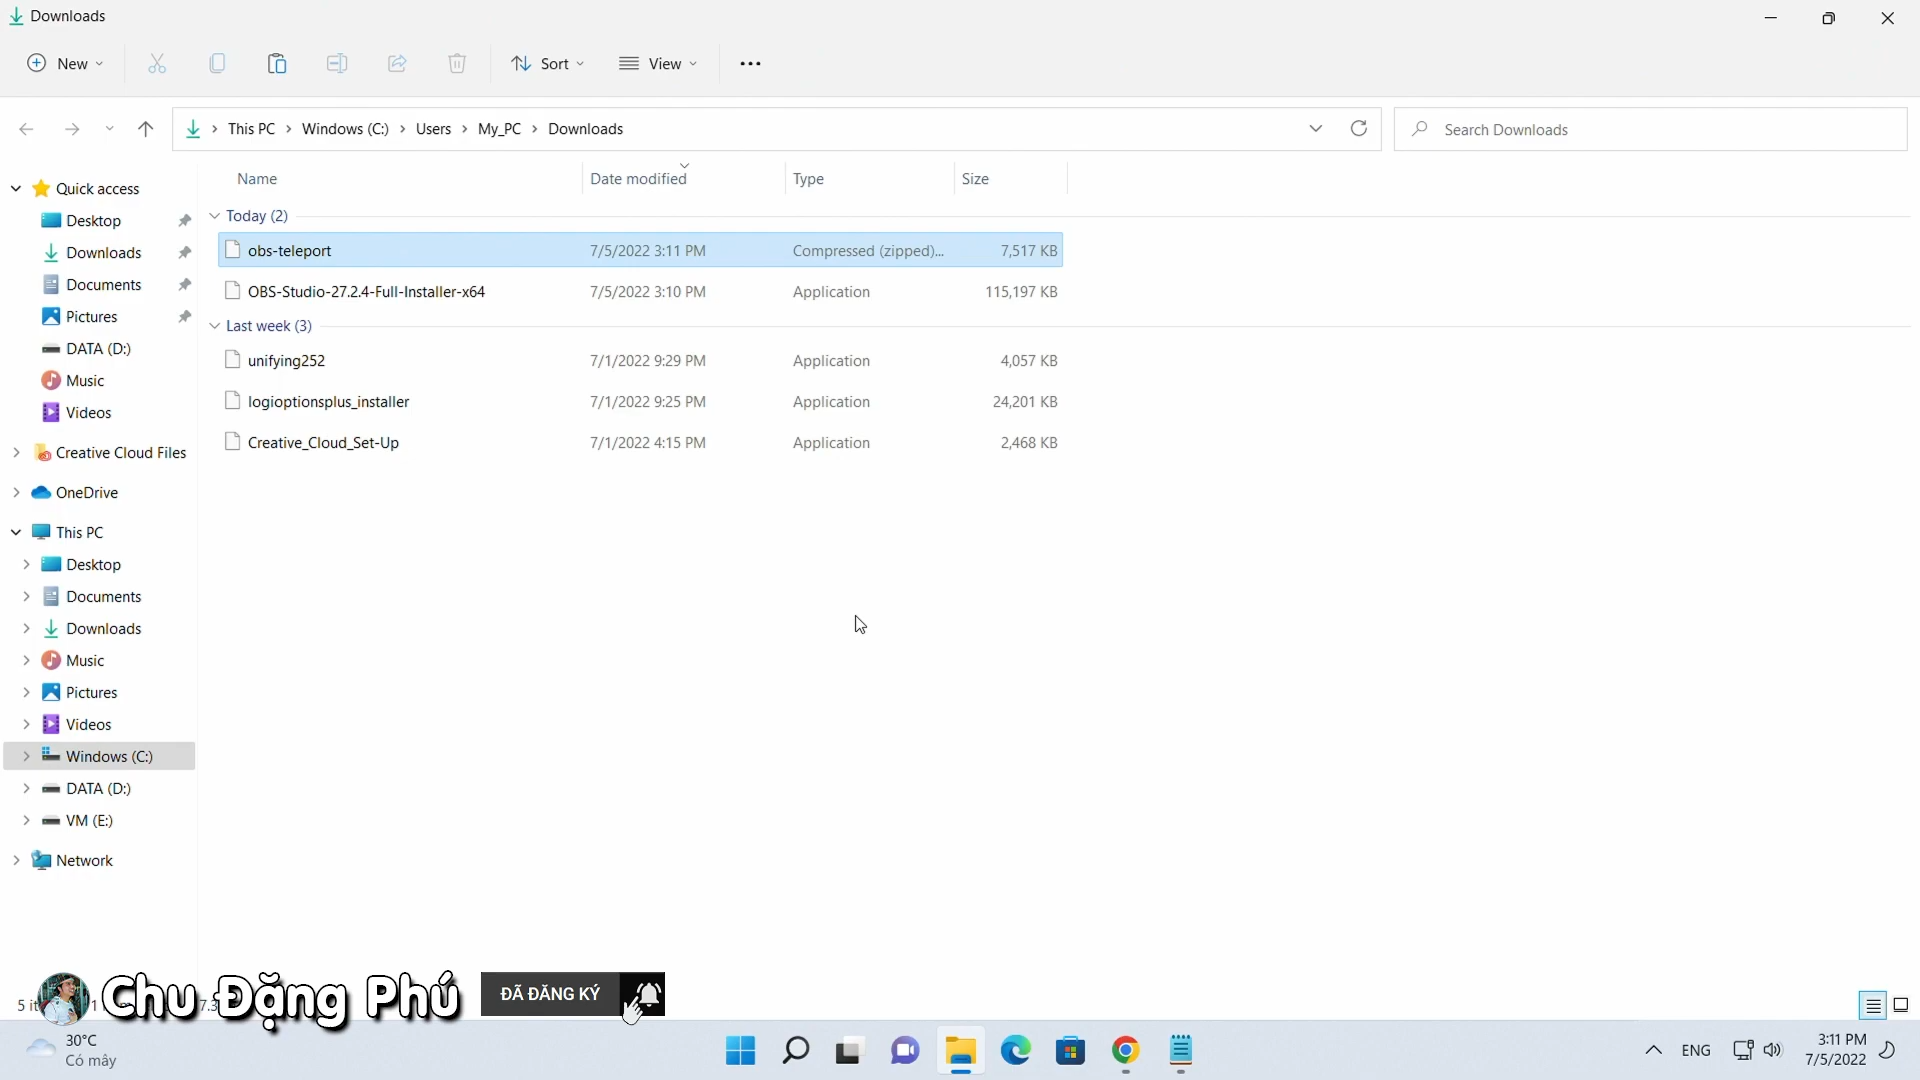 Downloads
New
Sort
View
This PC > Windows (C:) > Users > My_PC > Downloads
Search Downloads
Name Date modified Type Size
Quick access
Desktop
Downloads
Documents
Pictures
DATA (D:)
Music
Videos
Creative Cloud Files
OneDrive
This PC
Desktop
Documents
Downloads
Music
Pictures
Videos
Windows (C:)
DATA (D:)
VM (E:)
Network
Today (2)
obs-teleport 7/5/2022 3:11 PM Compressed (zipped)... 7,517 KB
OBS-Studio-27.2.4-Full-Installer-x64 7/5/2022 3:10 PM Application 115,197 KB
Last week (3)
unifying252 7/1/2022 9:29 PM Application 4,057 KB
logioptionsplus_installer 7/1/2022 9:25 PM Application 24,201 KB
Creative_Cloud_Set-Up 7/1/2022 4:15 PM Application 2,468 KB
Chu Đặng Phú
ĐÃ ĐĂNG KÝ
30°C
Có mây
ENG
3:11 PM
7/5/2022